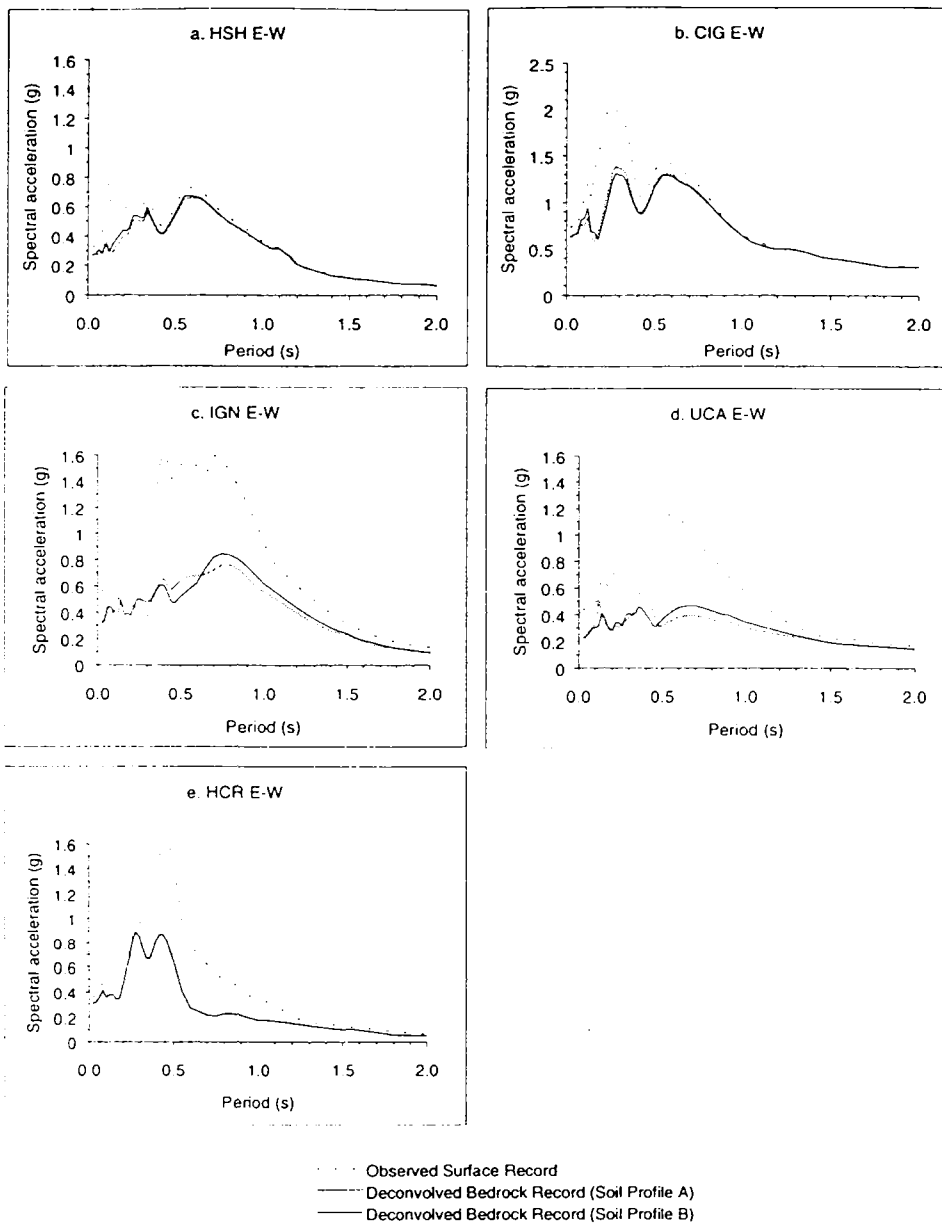 a. HSH E-W
Spectral acceleration (g)
1.6
1.4
1.2
1
0.8
0.6
0.4
0.2
0
0.0 0.5 1.0 1.5 2.0
Period (s)
b. CIG E-W
Spectral acceleration (g)
2.5
2
1.5
1
0.5
0
0.0 0.5 1.0 1.5 2.0
Period (s)
c. IGN E-W
Spectral acceleration (g)
1.6
1.4
1.2
1
0.8
0.6
0.4
0.2
0
0.0 0.5 1.0 1.5 2.0
Period (s)
d. UCA E-W
Spectral acceleration (g)
1.6
1.4
1.2
1
0.8
0.6
0.4
0.2
0
0.0 0.5 1.0 1.5 2.0
Period (s)
e. HCR E-W
Spectral acceleration (g)
1.6
1.4
1.2
1
0.8
0.6
0.4
0.2
0
0.0 0.5 1.0 1.5 2.0
Period (s)
Observed Surface Record
Deconvolved Bedrock Record (Soil Profile A)
Deconvolved Bedrock Record (Soil Profile B)